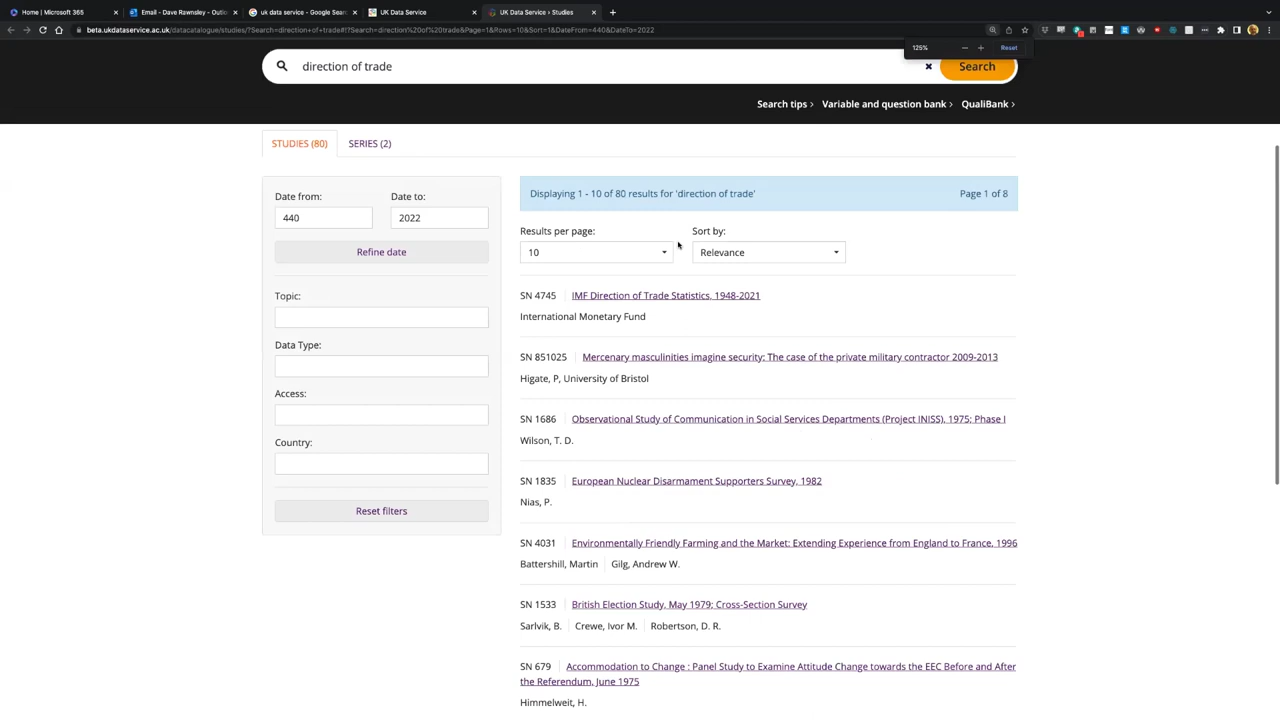 Home | Microsoft 365
Email - Dave Rawnsley - Outlo
uk data service - Google Sear
UK Data Service
UK Data Service › Studies
beta.ukdataservice.ac.uk/datacatalogue/studies/?Search=direction+of+trade#!?Search=direction%20of%20trade&Page=1&Rows=10&Sort=1&DateFrom=440&DateTo=2022
125%
Reset
direction of trade
Search
Search tips
Variable and question bank
QualiBank
STUDIES (80)
SERIES (2)
Date from:
Date to:
440
2022
Refine date
Topic:
Data Type:
Access:
Country:
Reset filters
Displaying 1 - 10 of 80 results for 'direction of trade'
Page 1 of 8
Results per page:
Sort by:
10
Relevance
SN 4745 IMF Direction of Trade Statistics, 1948-2021
International Monetary Fund
SN 851025 Mercenary masculinities imagine security: The case of the private military contractor 2009-2013
Higate, P, University of Bristol
SN 1686 Observational Study of Communication in Social Services Departments (Project INISS), 1975; Phase I
Wilson, T. D.
SN 1835 European Nuclear Disarmament Supporters Survey, 1982
Nias, P.
SN 4031 Environmentally Friendly Farming and the Market: Extending Experience from England to France, 1996
Battershill, Martin Gilg, Andrew W.
SN 1533 British Election Study, May 1979; Cross-Section Survey
Sarlvik, B. Crewe, Ivor M. Robertson, D. R.
SN 679 Accommodation to Change : Panel Study to Examine Attitude Change towards the EEC Before and After
the Referendum, June 1975
Himmelweit, H.